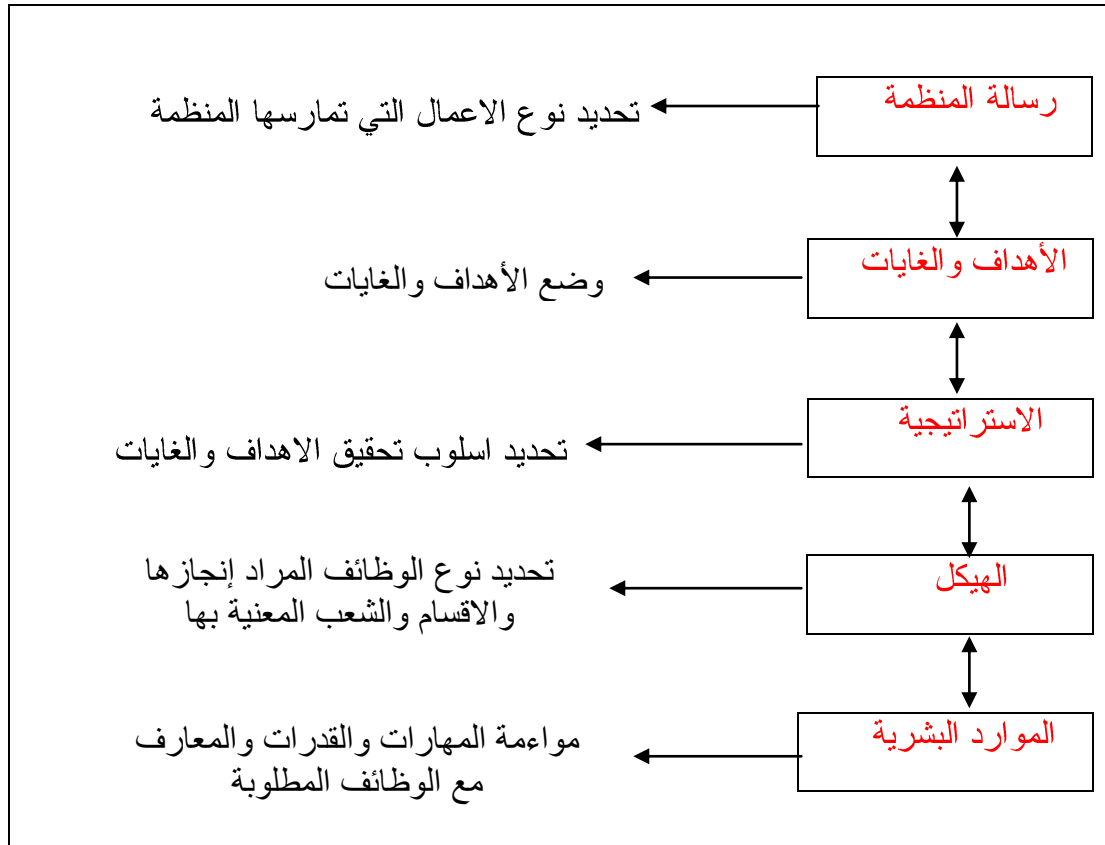 رسالة المنظمة
تحديد نوع الاعمال التي تمارسها المنظمة
الأهداف والغايات
وضع الأهداف والغايات
الاستراتيجية
تحديد اسلوب تحقيق الاهداف والغايات
الهيكل
تحديد نوع الوظائف المراد إنجازها
والاقسام والشعب المعنية بها
الموارد البشرية
مواءمة المهارات والقدرات والمعارف
مع الوظائف المطلوبة